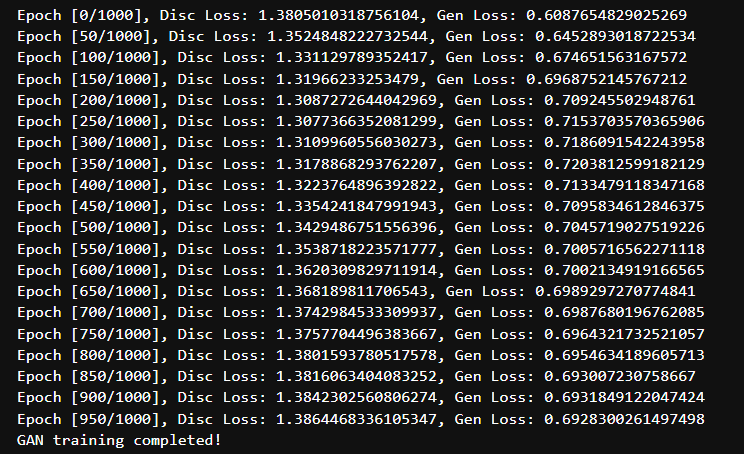 Epoch [0/1000], Disc Loss: 1.3805010318756104, Gen Loss: 0.6087654829025269
Epoch [50/1000], Disc Loss: 1.3524848222732544, Gen Loss: 0.6452893018722534
Epoch [100/1000], Disc Loss: 1.331129789352417, Gen Loss: 0.674651563167572
Epoch [150/1000], Disc Loss: 1.31966233253479, Gen Loss: 0.6968752145767212
Epoch [200/1000], Disc Loss: 1.3087272644042969, Gen Loss: 0.709245502948761
Epoch [250/1000], Disc Loss: 1.3077366352081299, Gen Loss: 0.7153703570365906
Epoch [300/1000], Disc Loss: 1.3109960556030273, Gen Loss: 0.7186091542243958
Epoch [350/1000], Disc Loss: 1.3178868293762207, Gen Loss: 0.7203812599182129
Epoch [400/1000], Disc Loss: 1.3223764896392822, Gen Loss: 0.7133479118347168
Epoch [450/1000], Disc Loss: 1.3354241847991943, Gen Loss: 0.7095834612846375
Epoch [500/1000], Disc Loss: 1.3429486751556396, Gen Loss: 0.7045719027519226
Epoch [550/1000], Disc Loss: 1.3538718223571777, Gen Loss: 0.7005716562271118
Epoch [600/1000], Disc Loss: 1.3620309829711914, Gen Loss: 0.7002134919166565
Epoch [650/1000], Disc Loss: 1.368189811706543, Gen Loss: 0.6989297270774841
Epoch [700/1000], Disc Loss: 1.3742984533309937, Gen Loss: 0.6987680196762085
Epoch [750/1000], Disc Loss: 1.3757704496383667, Gen Loss: 0.6964321732521057
Epoch [800/1000], Disc Loss: 1.3801593780517578, Gen Loss: 0.6954634189605713
Epoch [850/1000], Disc Loss: 1.3816063404083252, Gen Loss: 0.693007230758667
Epoch [900/1000], Disc Loss: 1.3842302560806274, Gen Loss: 0.6931849122047424
Epoch [950/1000], Disc Loss: 1.3864468336105347, Gen Loss: 0.6928300261497498
GAN training completed!